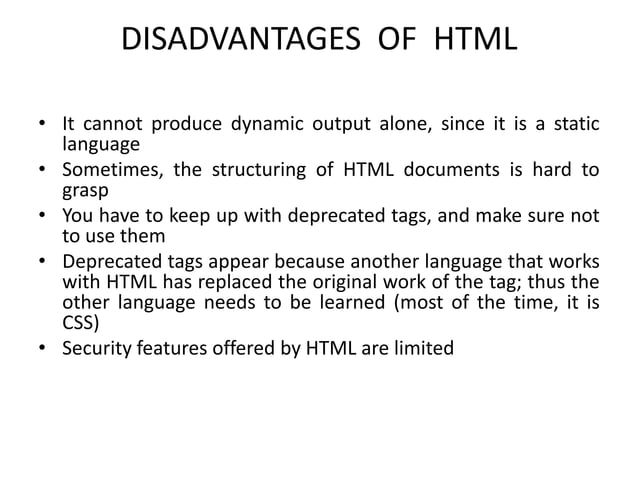 DISADVANTAGES OF HTML
• It cannot produce dynamic output alone, since it is a static
language
• Sometimes, the structuring of HTML documents is hard to
grasp
• You have to keep up with deprecated tags, and make sure not
to use them
• Deprecated tags appear because another language that works
with HTML has replaced the original work of the tag; thus the
other language needs to be learned (most of the time, it is
CSS)
• Security features offered by HTML are limited